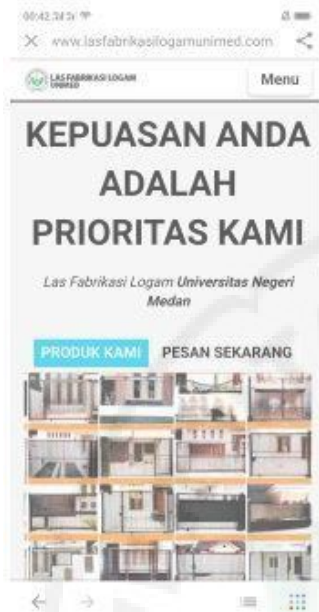 www.lasfabrikasilogamunimed.com
LAS FABRIKASI LOGAM
UNIMED
Menu
KEPUASAN ANDA
ADALAH
PRIORITAS KAMI
Las Fabrikasi Logam Universitas Negeri
Medan
PRODUK KAMI PESAN SEKARANG